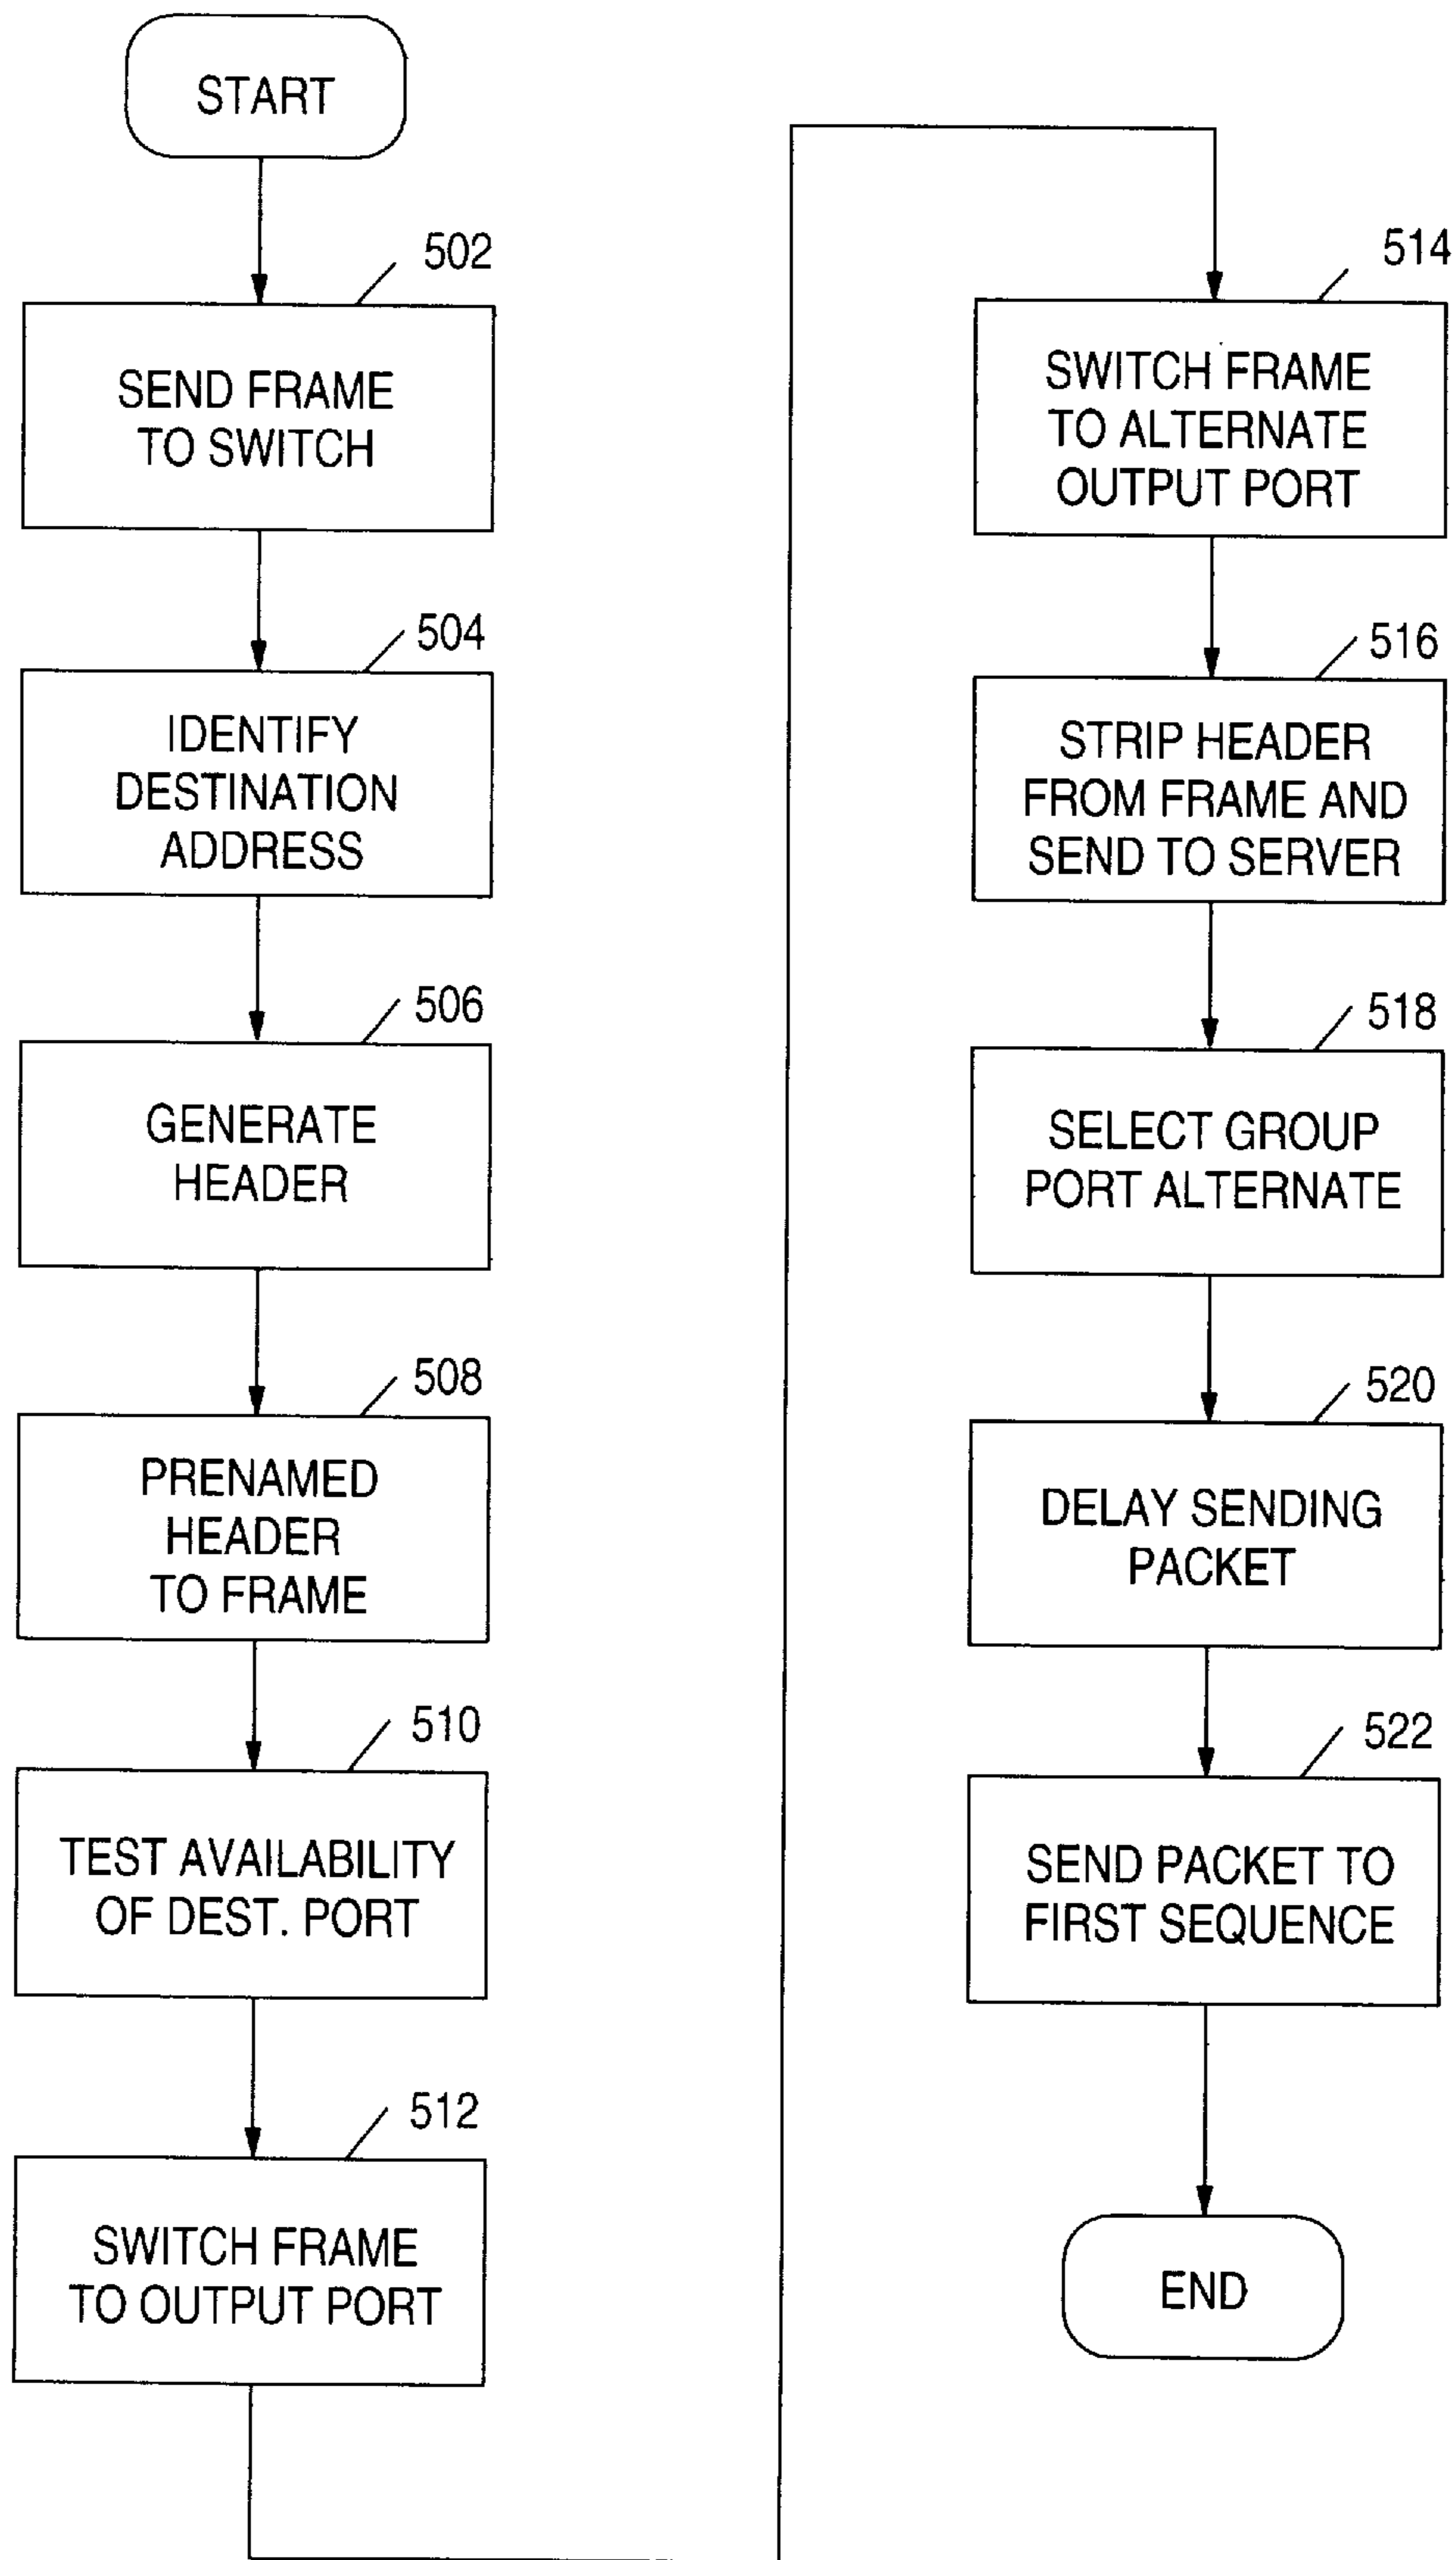 START
502
SEND FRAME
TO SWITCH
504
IDENTIFY
DESTINATION
ADDRESS
506
GENERATE
HEADER
508
PRENAMED
HEADER
TO FRAME
510
TEST AVAILABILITY
OF DEST. PORT
512
SWITCH FRAME
TO OUTPUT PORT
514
SWITCH FRAME
TO ALTERNATE
OUTPUT PORT
516
STRIP HEADER
FROM FRAME AND
SEND TO SERVER
518
SELECT GROUP
PORT ALTERNATE
520
DELAY SENDING
PACKET
522
SEND PACKET TO
FIRST SEQUENCE
END